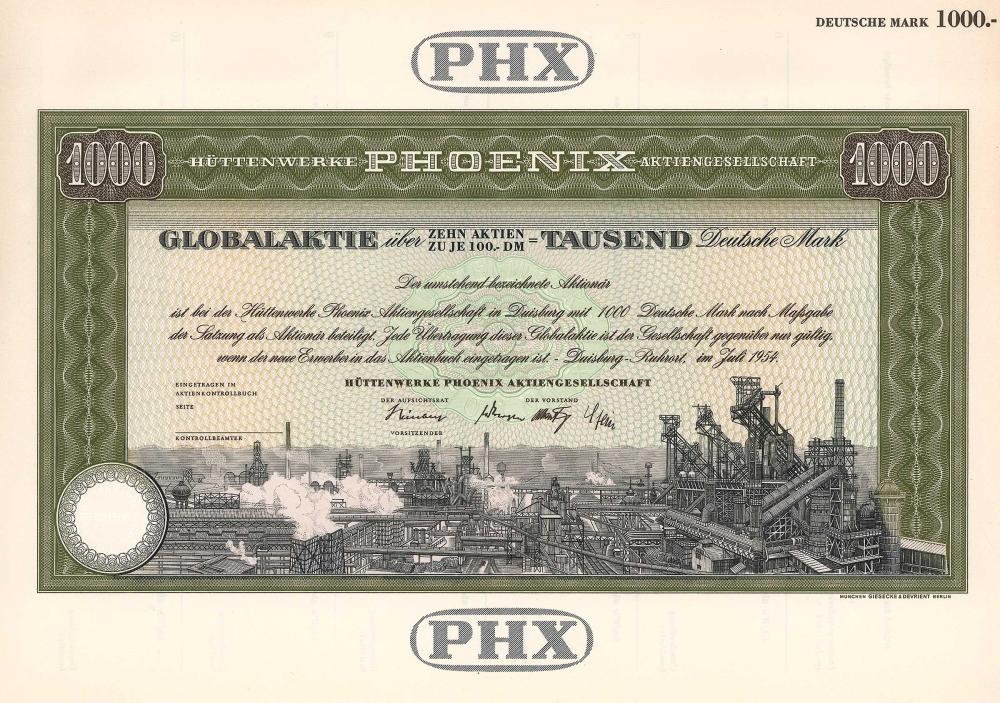 DEUTSCHE MARK 1000.-
PHX
1000 HÜTTENWERKE PHOENIX AKTIENGESELLSCHAFT 1000
GLOBALAKTIE über ZEHN AKTIEN ZU JE 100.- DM = TAUSEND Deutsche Mark
Der umstehend bezeichnete Aktionär
ist bei der Hüttenwerke Phoenix Aktiengesellschaft in Duisburg mit 1000 Deutsche Mark nach Maßgabe
der Satzung als Aktionär beteiligt. Jede Übertragung dieser Globalaktie ist der Gesellschaft gegenüber nur gültig,
wenn der neue Erwerber in das Aktienbuch eingetragen ist. - Duisburg-Ruhrort, im Juli 1954.
HÜTTENWERKE PHOENIX AKTIENGESELLSCHAFT
EINGETRAGEN IM
AKTIENKONTROLLBUCH
SEITE
KONTROLLBEAMTER
DER AUFSICHTSRAT
VORSITZENDER
DER VORSTAND
MÜNCHEN GIESECKE & DEVRIENT BERLIN
PHX